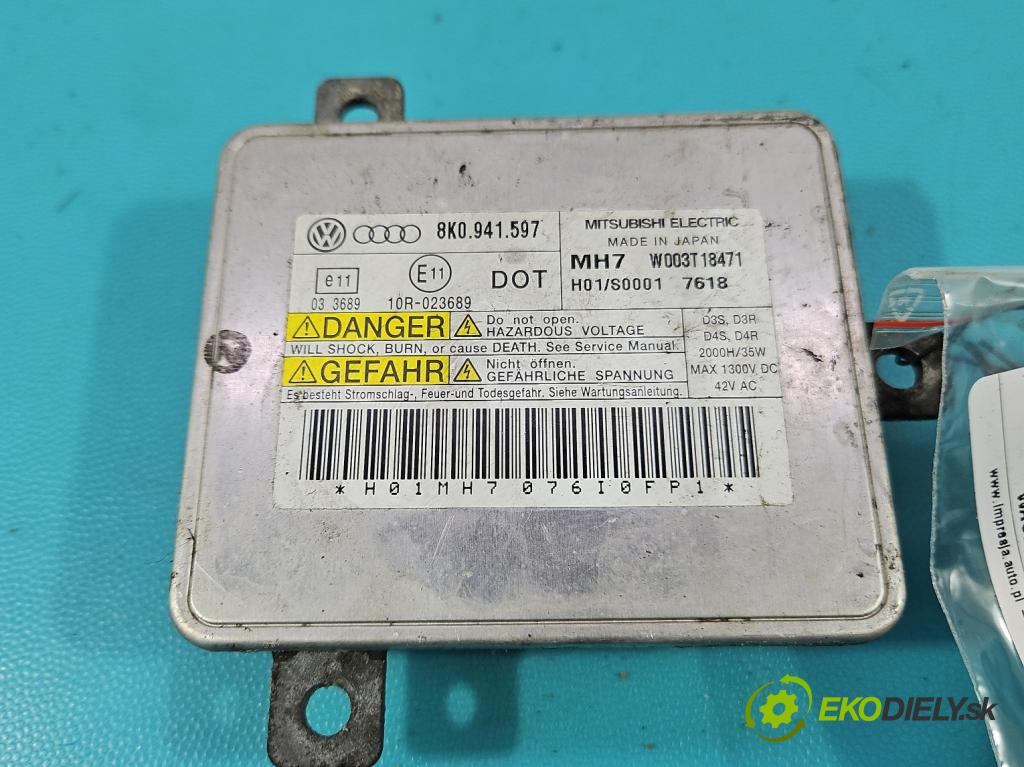 8K0.941.597
MITSUBISHI ELECTRIC
MADE IN JAPAN
MH7 W003T18471
H01/S0001 7618
e11
E11
DOT
03 3689
10R-023689
DANGER
Do not open.
HAZARDOUS VOLTAGE
WILL SHOCK, BURN, or cause DEATH. See Service Manual.
GEFAHR
Nicht öffnen.
GEFÄHRLICHE SPANNUNG
Es besteht Stromschlag-, Feuer-und Todesgefahr. Siehe Wartungsanleitung.
D3S, D3R
D4S, D4R
2000H/35W
MAX 1300V DC
42V AC
*H01MH7076I0FP1*
www.impresja.auto.pl
EKODIELY.sk